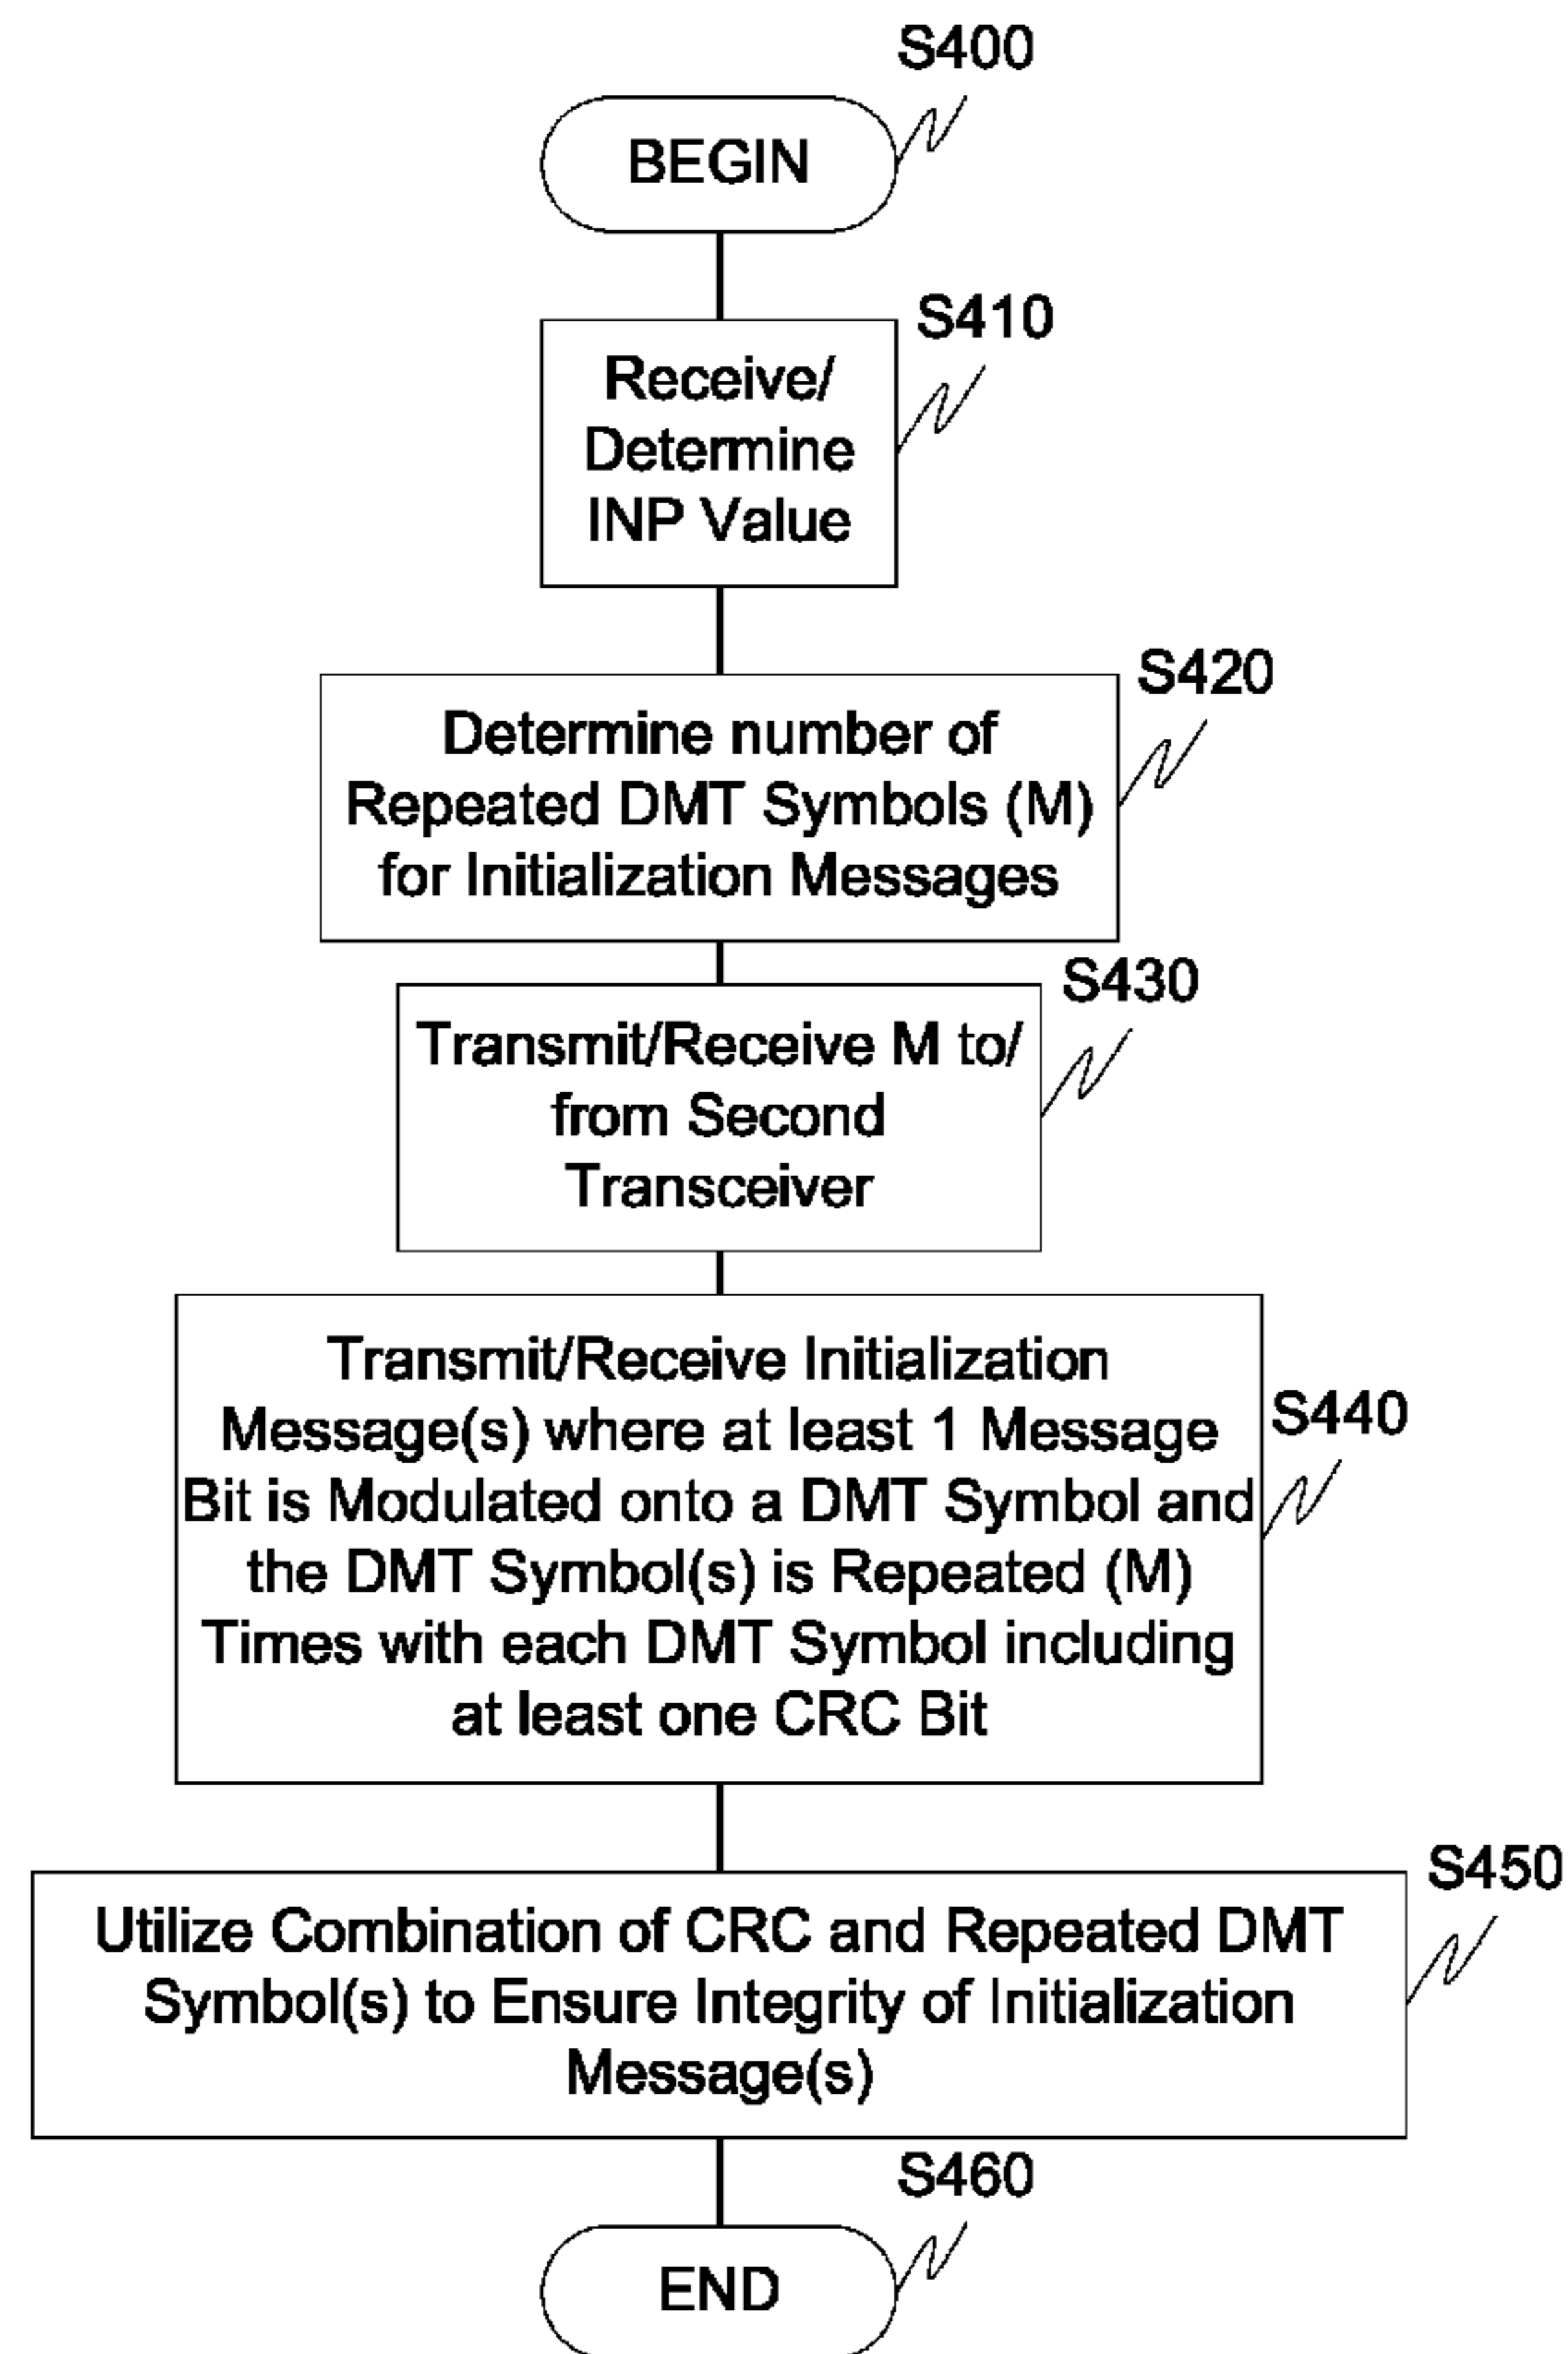 S400
BEGIN
S410
Receive/
Determine
INP Value
S420
Determine number of
Repeated DMT Symbols (M)
for Initialization Messages
S430
Transmit/Receive M to/
from Second
Transceiver
S440
Transmit/Receive Initialization
Message(s) where at least 1 Message
Bit is Modulated onto a DMT Symbol and
the DMT Symbol(s) is Repeated (M)
Times with each DMT Symbol including
at least one CRC Bit
S450
Utilize Combination of CRC and Repeated DMT
Symbol(s) to Ensure Integrity of Initialization
Message(s)
S460
END